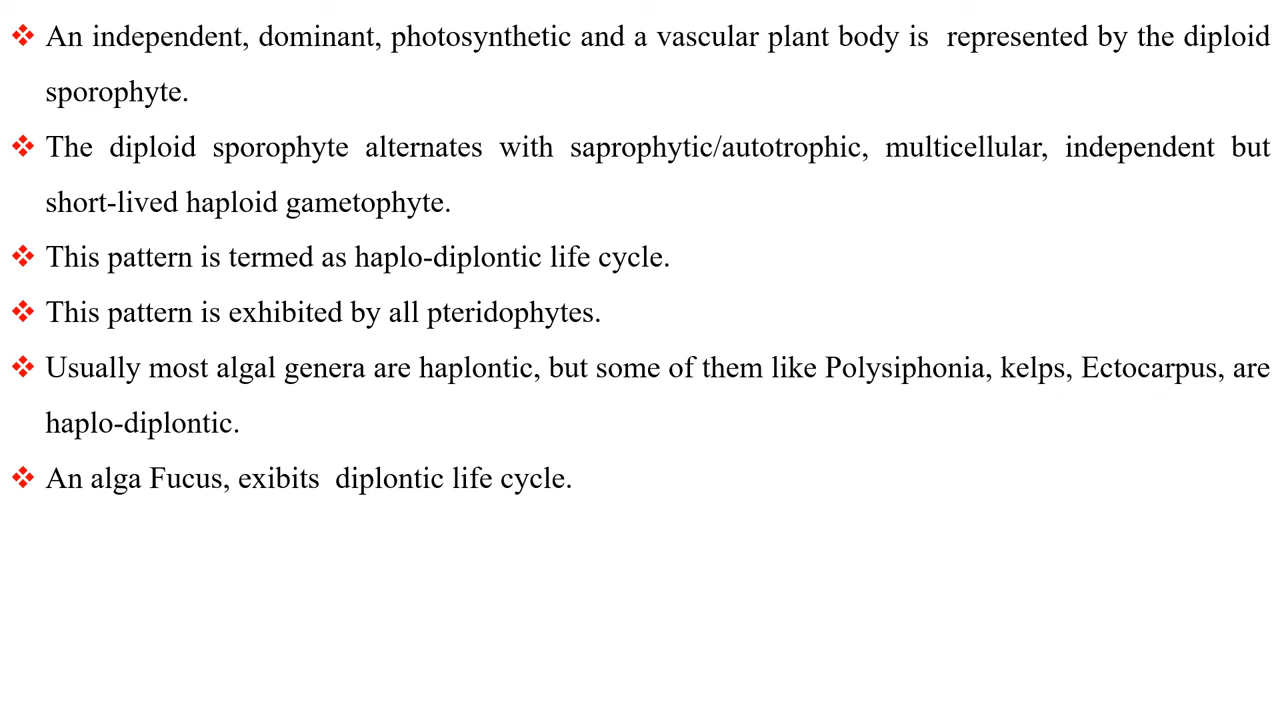 ❖ An independent, dominant, photosynthetic and a vascular plant body is  represented by the diploid
sporophyte.
❖ The diploid sporophyte alternates with saprophytic/autotrophic, multicellular, independent but
short-lived haploid gametophyte.
❖ This pattern is termed as haplo-diplontic life cycle.
❖ This pattern is exhibited by all pteridophytes.
❖ Usually most algal genera are haplontic, but some of them like Polysiphonia, kelps, Ectocarpus, are
haplo-diplontic.
❖ An alga Fucus, exibits  diplontic life cycle.